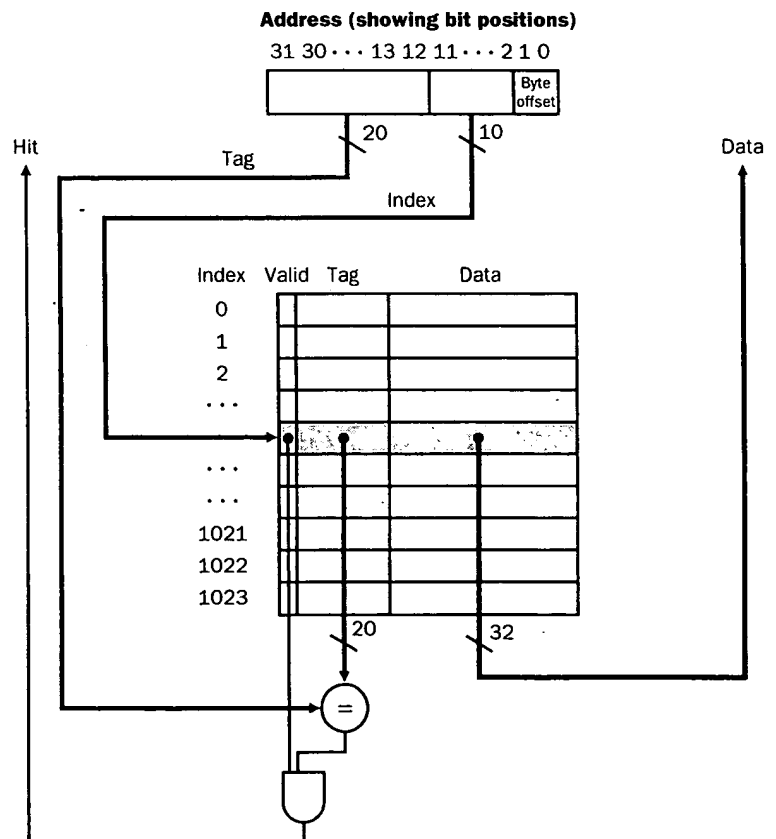 Address (showing bit positions)
31 30 · · · 13 12 11 · · · 2 1 0
Byte
offset
20
10
Hit
Tag
Data
Index
Index Valid Tag Data
0
1
2
· · ·
· · ·
· · ·
1021
1022
1023
20
32
=